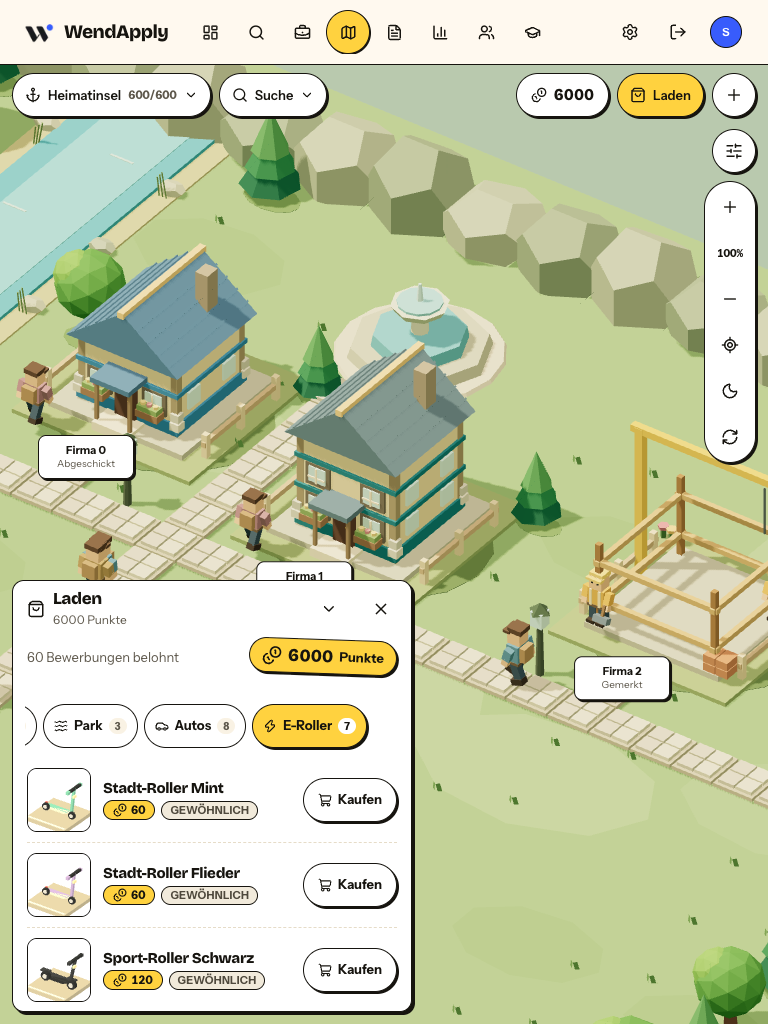 WendApply
S
Heimatinsel 600/600
Suche
6000
Laden
100%
Firma 0
Abgeschickt
Firma 1
Firma 2
Gemerkt
Laden
6000 Punkte
60 Bewerbungen belohnt
6000 Punkte
Park 3
Autos 8
E-Roller 7
Stadt-Roller Mint
60 GEWÖHNLICH
Kaufen
Stadt-Roller Flieder
60 GEWÖHNLICH
Kaufen
Sport-Roller Schwarz
120 GEWÖHNLICH
Kaufen